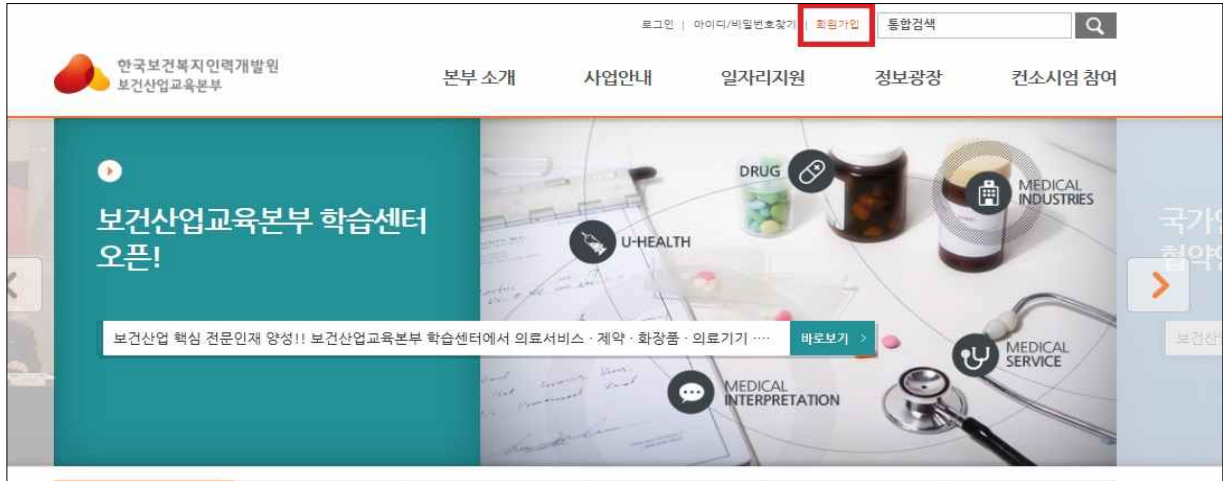 로그인 | 아이디/비밀번호찾기 | 회원가입
통합검색
한국보건복지인력개발원
보건산업교육본부
본부 소개
사업안내
일자리지원
정보광장
컨소시엄 참여
보건산업교육본부 학습센터
오픈!
보건산업 핵심 전문인재 양성!! 보건산업교육본부 학습센터에서 의료서비스 · 제약 · 화장품 · 의료기기 ····
바로보기 >
DRUG
MEDICAL
INDUSTRIES
U-HEALTH
MEDICAL
SERVICE
MEDICAL
INTERPRETATION